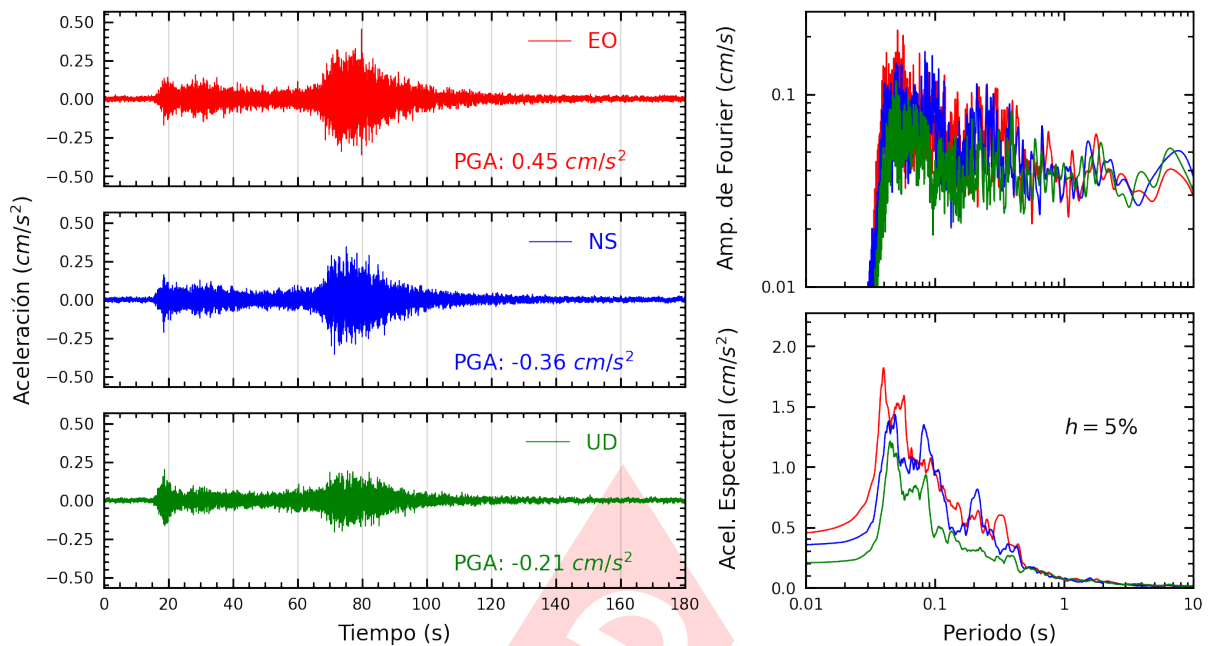 Aceleración (cm/s²)
0.50
0.25
0.00
−0.25
−0.50
EO
PGA: 0.45 cm/s²
0.50
0.25
0.00
−0.25
−0.50
NS
PGA: -0.36 cm/s²
0.50
0.25
0.00
−0.25
−0.50
UD
PGA: -0.21 cm/s²
0 20 40 60 80 100 120 140 160 180
Tiempo (s)
Amp. de Fourier (cm/s)
0.1
0.01
Acel. Espectral (cm/s²)
2.0
1.5
1.0
0.5
0.0
h = 5%
0.01 0.1 1 10
Periodo (s)